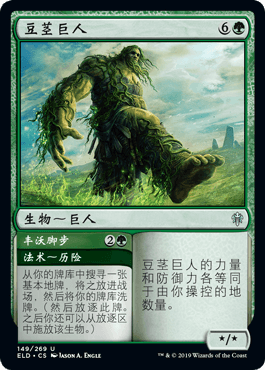 豆茎巨人 6
生物～巨人
丰沃脚步 2
法术～历险
从你的牌库中搜寻一张
基本地牌，将之放进战
场，然后将你的牌库洗
牌。（然后放逐此牌。
之后你还可以从放逐区
中施放该生物。）
豆茎巨人的力量
和防御力各等同
于由你操控的地
数量。
*/*
149/269 U
ELD • CS JASON A. ENGLE
™ & © 2019 Wizards of the Coast